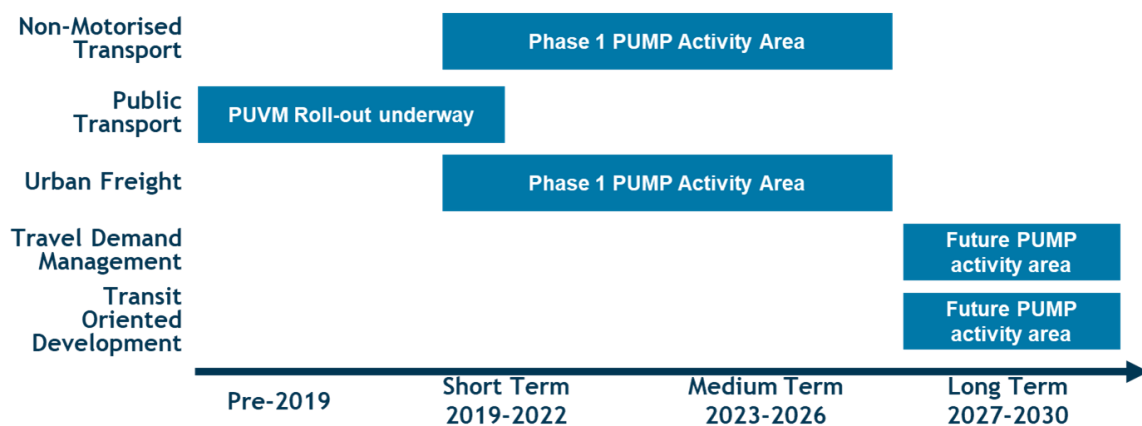 Non-Motorised
Transport
Phase 1 PUMP Activity Area
Public
Transport
PUVM Roll-out underway
Urban Freight
Phase 1 PUMP Activity Area
Travel Demand
Management
Future PUMP
activity area
Transit
Oriented
Development
Future PUMP
activity area
Pre-2019
Short Term
2019-2022
Medium Term
2023-2026
Long Term
2027-2030